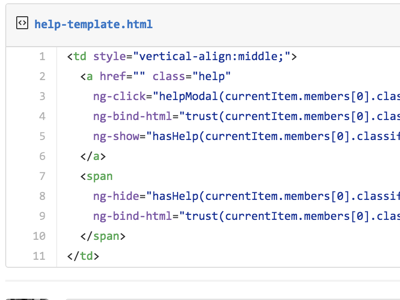 help-template.html
1 <td style="vertical-align:middle;">
2 <a href="" class="help"
3 ng-click="helpModal(currentItem.members[0].clas
4 ng-bind-html="trust(currentItem.members[0].clas
5 ng-show="hasHelp(currentItem.members[0].classif
6 </a>
7 <span
8 ng-hide="hasHelp(currentItem.members[0].classif
9 ng-bind-html="trust(currentItem.members[0].clas
10 </span>
11 </td>